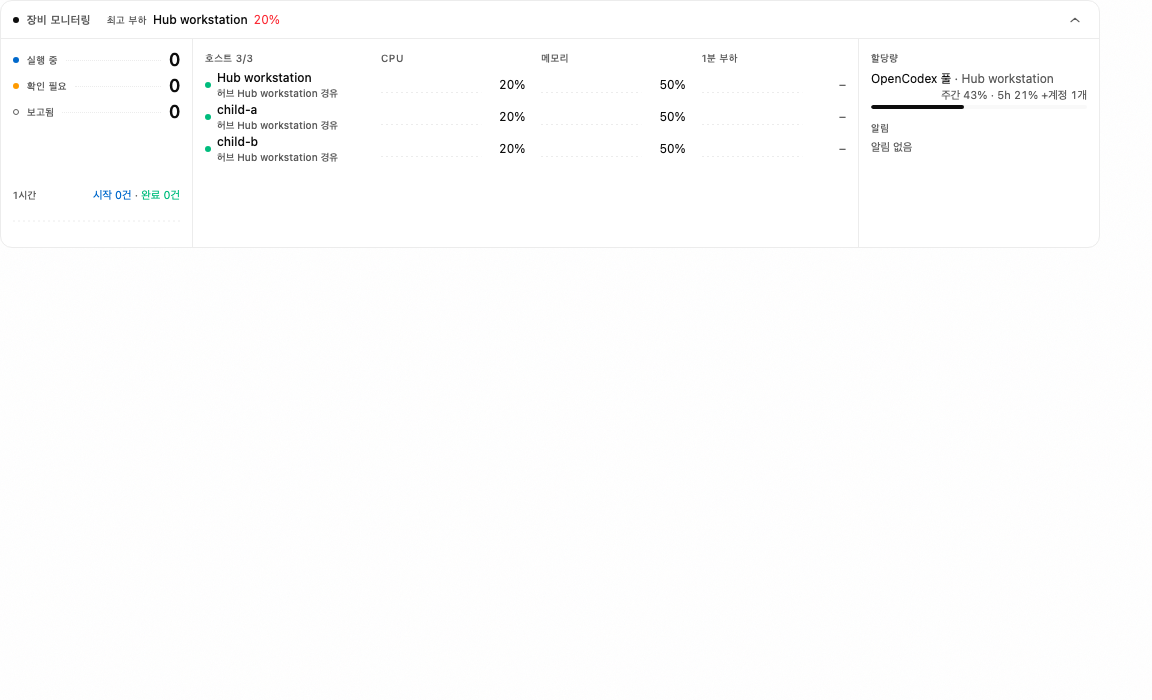 장비 모니터링 최고 부하 Hub workstation 20%
실행 중 0
확인 필요 0
보고됨 0
1시간 시작 0건 · 완료 0건
호스트 3/3 CPU 메모리 1분 부하
Hub workstation 20% 50% –
허브 Hub workstation 경유
child-a 20% 50% –
허브 Hub workstation 경유
child-b 20% 50% –
허브 Hub workstation 경유
할당량
OpenCodex 풀 · Hub workstation
주간 43% · 5h 21% +계정 1개
알림
알림 없음